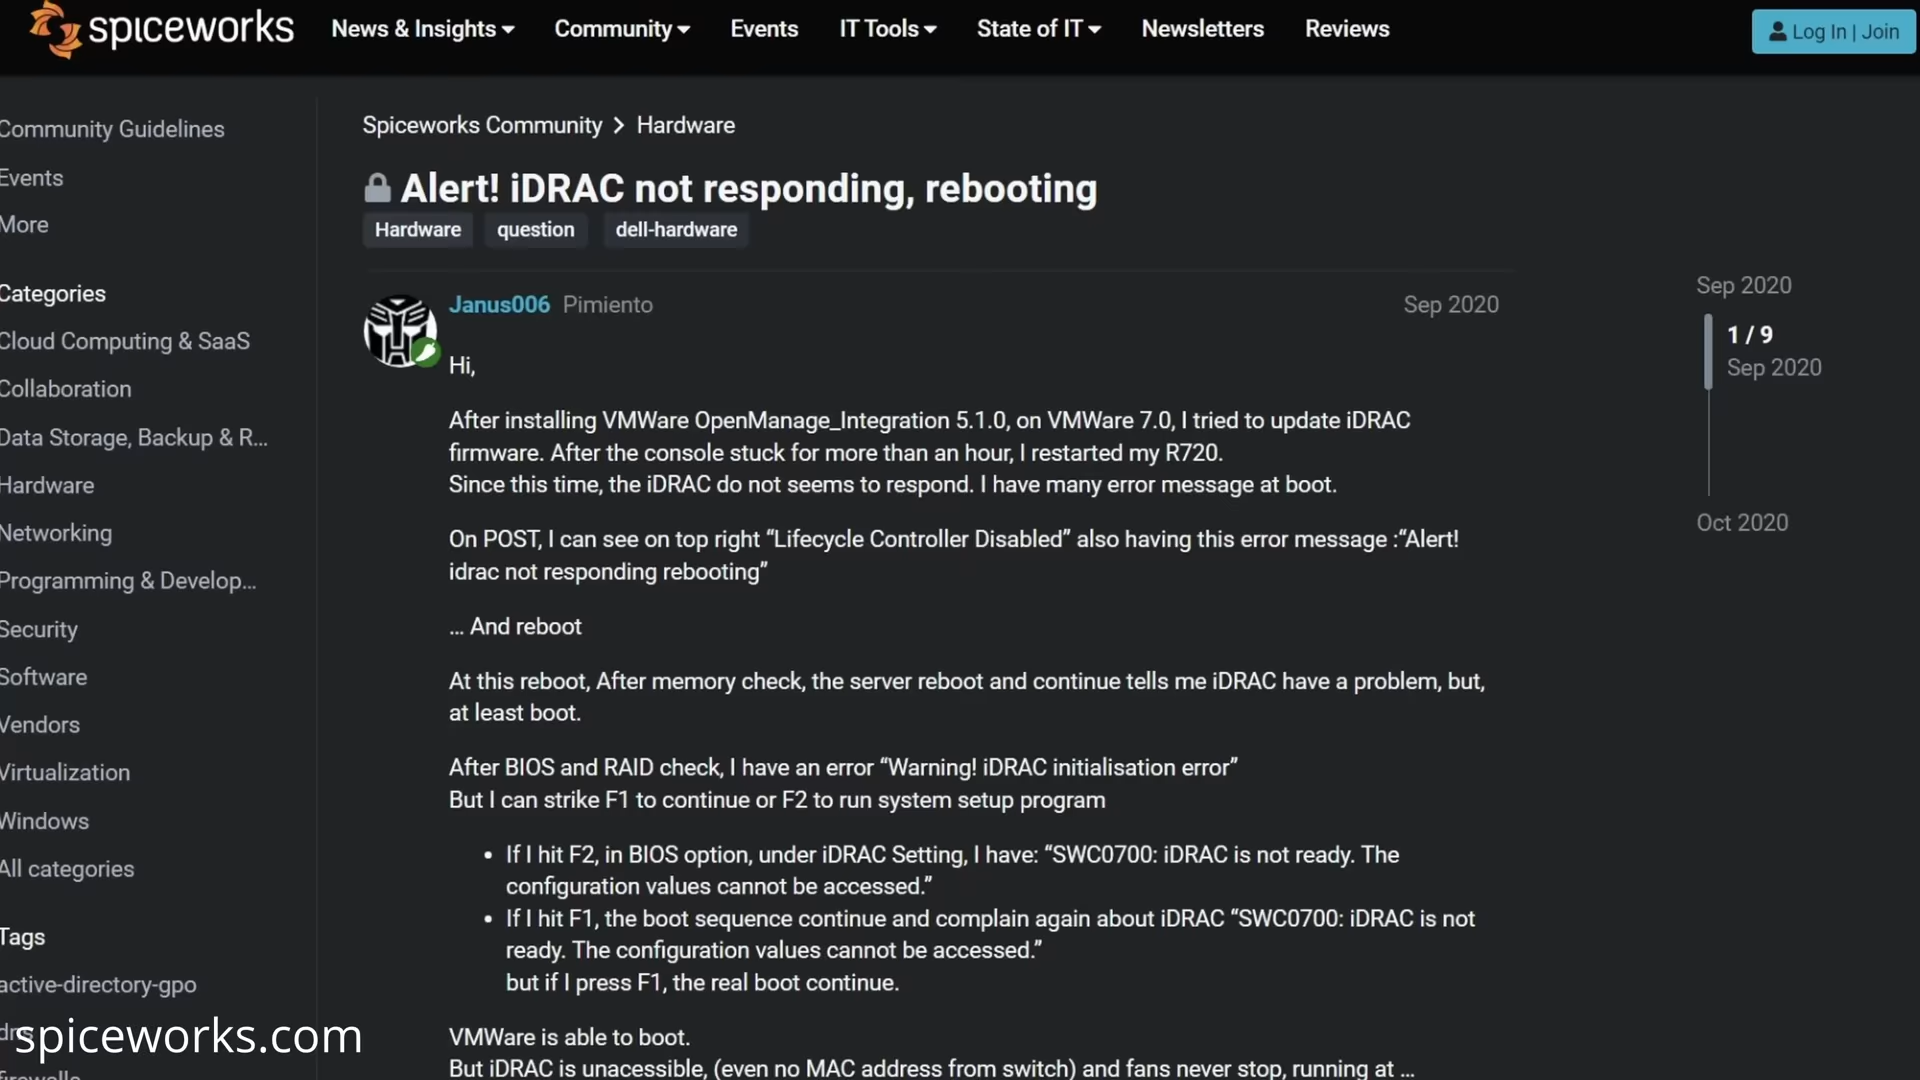 spiceworks
News & Insights
Community
Events
IT Tools
State of IT
Newsletters
Reviews
Log In | Join
Community Guidelines
Events
More
Categories
Cloud Computing & SaaS
Collaboration
Data Storage, Backup & R...
Hardware
Networking
Programming & Develop...
Security
Software
Vendors
Virtualization
Windows
All categories
Tags
active-directory-gpo
Spiceworks Community > Hardware
Alert! iDRAC not responding, rebooting
Hardware question dell-hardware
Janus006 Pimiento Sep 2020
Hi,
After installing VMWare OpenManage_Integration 5.1.0, on VMWare 7.0, I tried to update iDRAC
firmware. After the console stuck for more than an hour, I restarted my R720.
Since this time, the iDRAC do not seems to respond. I have many error message at boot.
On POST, I can see on top right “Lifecycle Controller Disabled” also having this error message :“Alert!
idrac not responding rebooting”
… And reboot
At this reboot, After memory check, the server reboot and continue tells me iDRAC have a problem, but,
at least boot.
After BIOS and RAID check, I have an error “Warning! iDRAC initialisation error”
But I can strike F1 to continue or F2 to run system setup program
• If I hit F2, in BIOS option, under iDRAC Setting, I have: “SWC0700: iDRAC is not ready. The
configuration values cannot be accessed.”
• If I hit F1, the boot sequence continue and complain again about iDRAC “SWC0700: iDRAC is not
ready. The configuration values cannot be accessed.”
but if I press F1, the real boot continue.
VMWare is able to boot.
But iDRAC is unacessible, (even no MAC address from switch) and fans never stop, running at …
Sep 2020
1 / 9
Sep 2020
Oct 2020
spiceworks.com